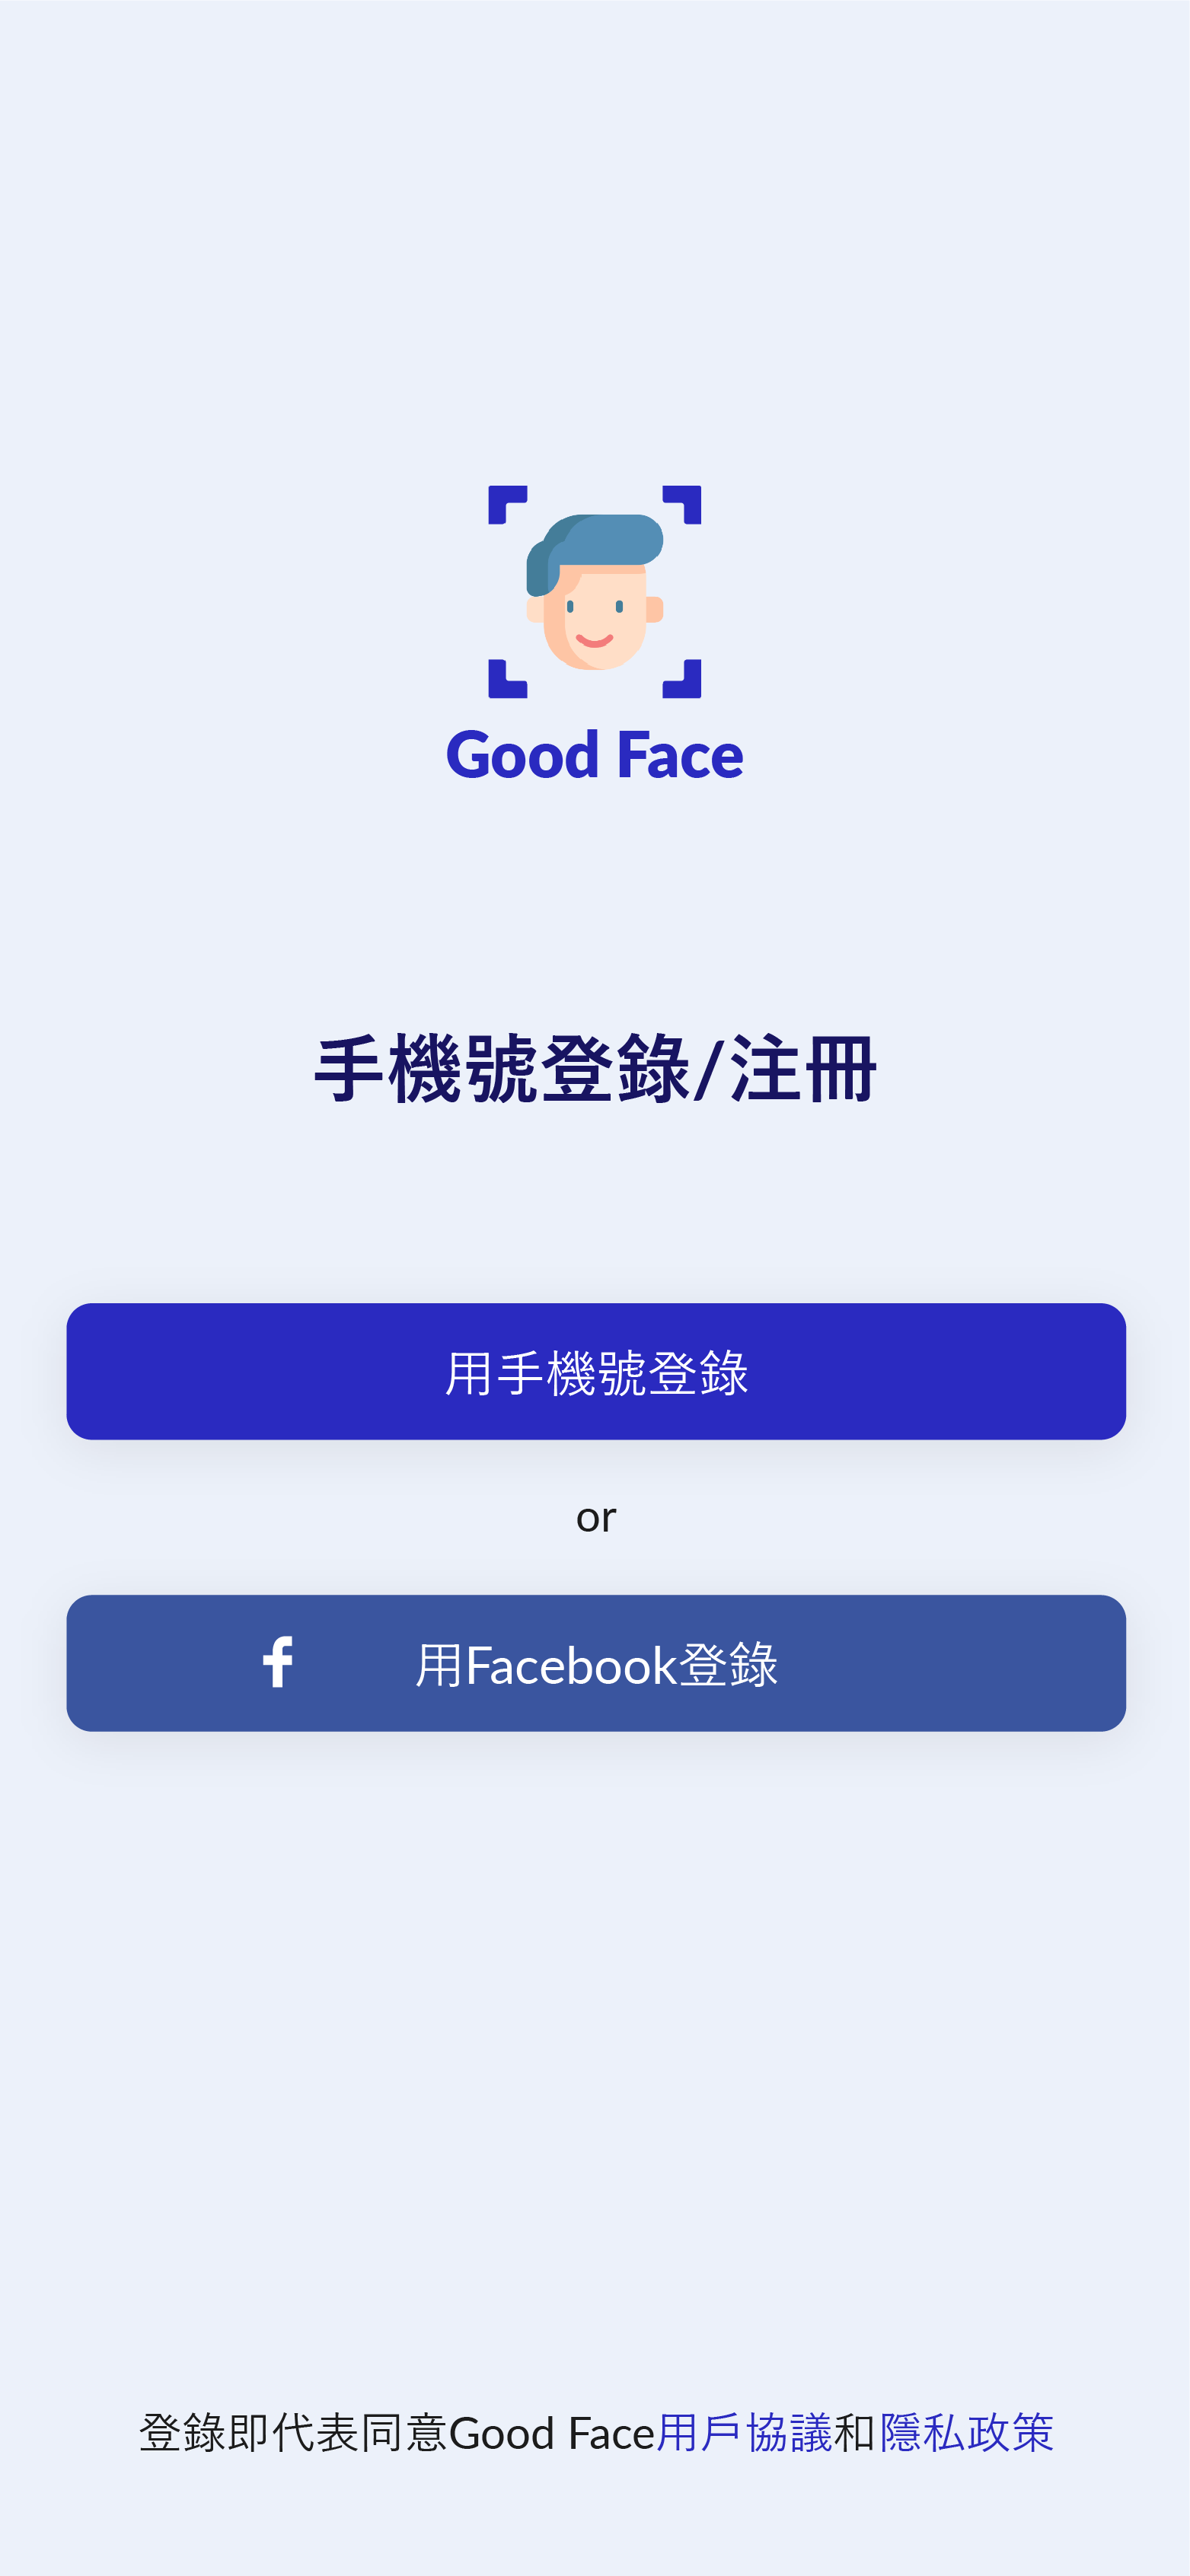 Good Face
手機號登錄/注冊
用手機號登錄
or
用Facebook登錄
登錄即代表同意Good Face用戶協議和隱私政策